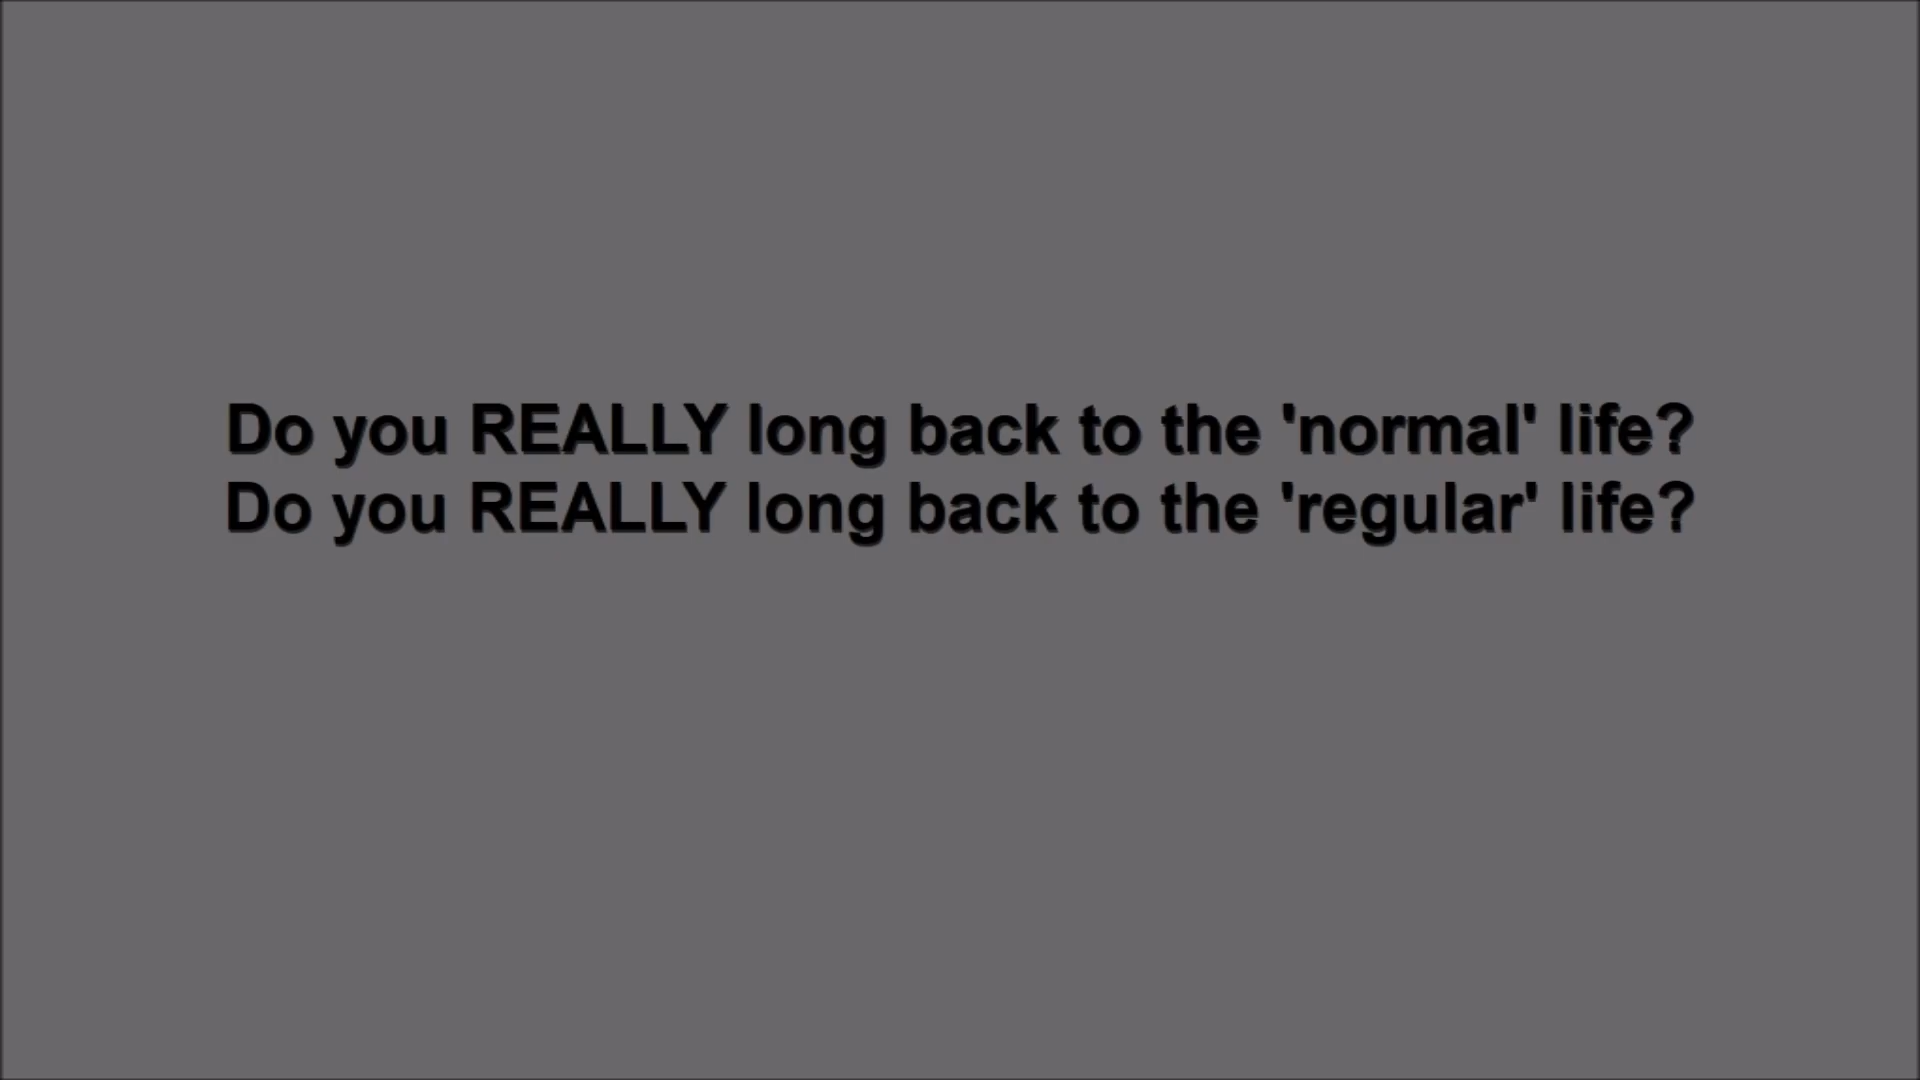 Do you REALLY long back to the 'normal' life?
Do you REALLY long back to the 'regular' life?